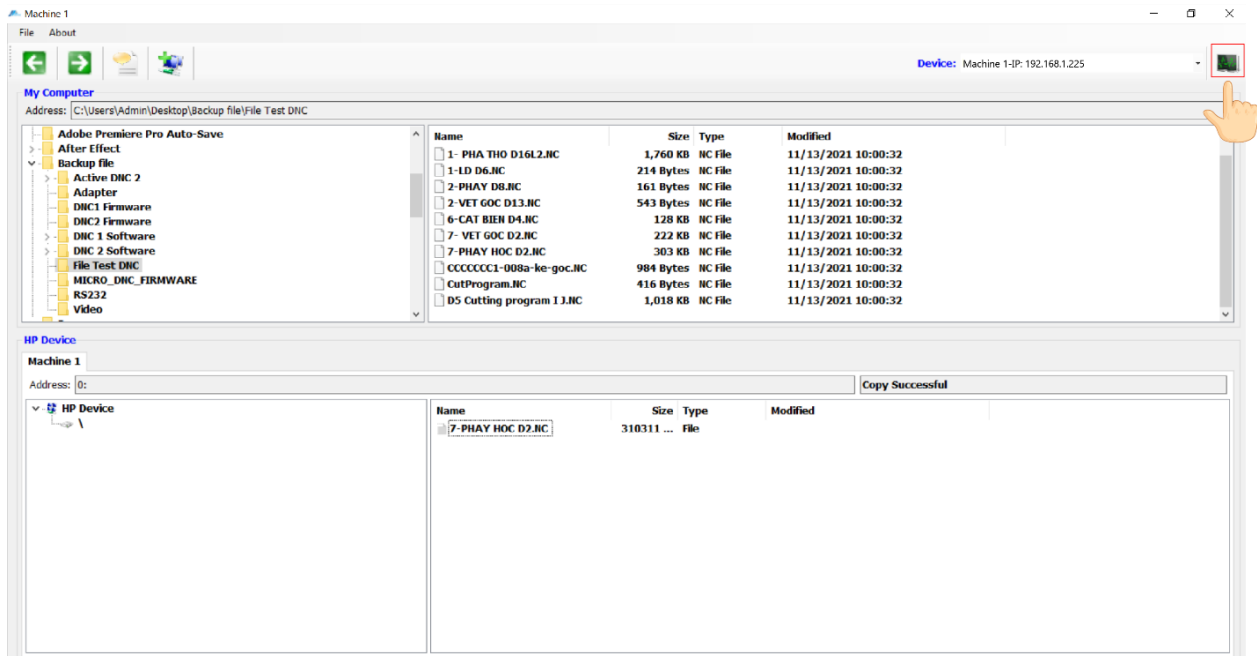 Machine 1
File About
Device: Machine 1-IP: 192.168.1.225
My Computer
Address: C:\Users\Admin\Desktop\Backup file\File Test DNC
Adobe Premiere Pro Auto-Save
After Effect
Backup file
Active DNC 2
Adapter
DNC1 Firmware
DNC2 Firmware
DNC 1 Software
DNC 2 Software
File Test DNC
MICRO_DNC_FIRMWARE
RS232
Video
Name Size Type Modified
1- PHA THO D16L2.NC 1,760 KB NC File 11/13/2021 10:00:32
1-LD D6.NC 214 Bytes NC File 11/13/2021 10:00:32
2-PHAY D8.NC 161 Bytes NC File 11/13/2021 10:00:32
2-VET GOC D13.NC 543 Bytes NC File 11/13/2021 10:00:32
6-CAT BIEN D4.NC 128 KB NC File 11/13/2021 10:00:32
7- VET GOC D2.NC 222 KB NC File 11/13/2021 10:00:32
7-PHAY HOC D2.NC 303 KB NC File 11/13/2021 10:00:32
CCCCCCC1-008a-ke-goc.NC 984 Bytes NC File 11/13/2021 10:00:32
CutProgram.NC 416 Bytes NC File 11/13/2021 10:00:32
D5 Cutting program I J.NC 1,018 KB NC File 11/13/2021 10:00:32
HP Device
Machine 1
Address: 0: Copy Successful
HP Device
\
Name Size Type Modified
7-PHAY HOC D2.NC 310311 ... File